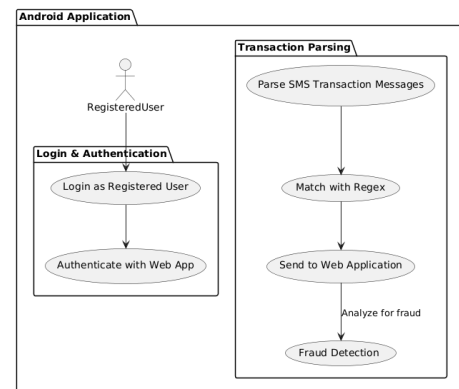 Android Application
Transaction Parsing
Parse SMS Transaction Messages
RegisteredUser
Login & Authentication
Login as Registered User
Match with Regex
Authenticate with Web App
Send to Web Application
Analyze for fraud
Fraud Detection